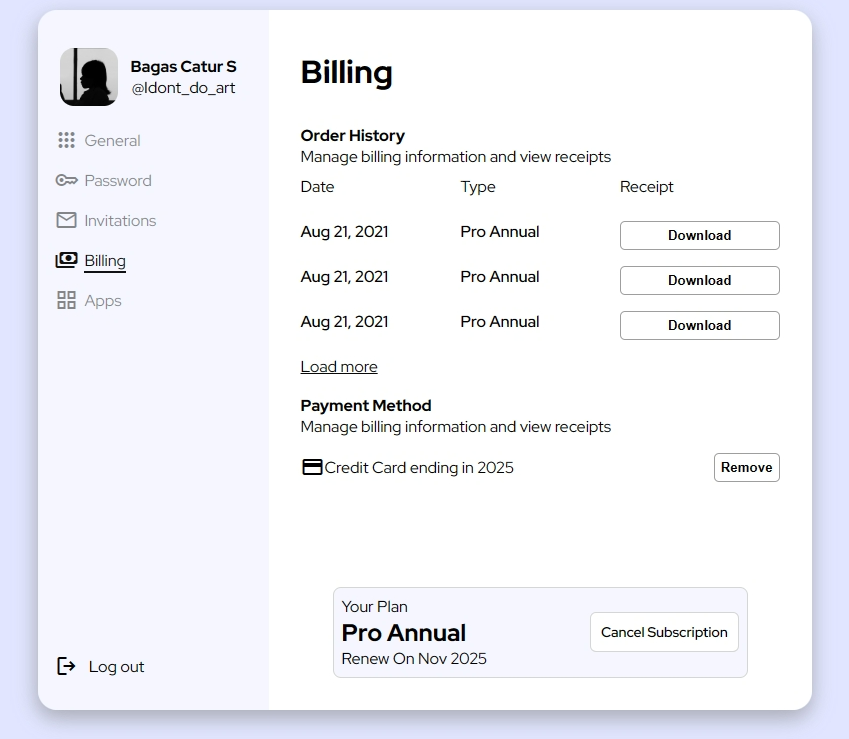 Bagas Catur S
@Idont_do_art
General
Password
Invitations
Billing
Apps
Log out
Billing
Order History
Manage billing information and view receipts
Date Type Receipt
Aug 21, 2021 Pro Annual Download
Aug 21, 2021 Pro Annual Download
Aug 21, 2021 Pro Annual Download
Load more
Payment Method
Manage billing information and view receipts
Credit Card ending in 2025 Remove
Your Plan
Pro Annual
Renew On Nov 2025
Cancel Subscription